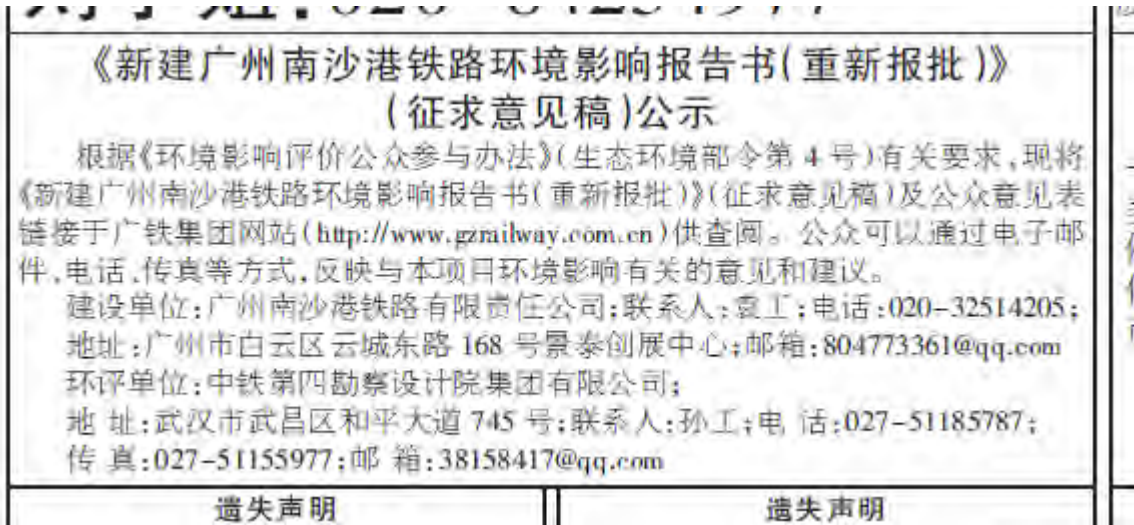 《新建广州南沙港铁路环境影响报告书(重新报批)》
(征求意见稿)公示
根据《环境影响评价公众参与办法》(生态环境部令第 4 号)有关要求,现将
《新建广州南沙港铁路环境影响报告书(重新报批)》(征求意见稿)及公众意见表
链接于广铁集团网站(http://www.gzrailway.com.cn)供查阅。公众可以通过电子邮
件、电话、传真等方式,反映与本项目环境影响有关的意见和建议。
建设单位:广州南沙港铁路有限责任公司;联系人:袁工;电话:020-32514205;
地址:广州市白云区云城东路 168 号景泰创展中心;邮箱:804773361@qq.com
环评单位:中铁第四勘察设计院集团有限公司;
地 址:武汉市武昌区和平大道 745 号;联系人:孙工;电 话:027-51185787;
传 真:027-51155977;邮 箱:38158417@qq.com
遗失声明
遗失声明